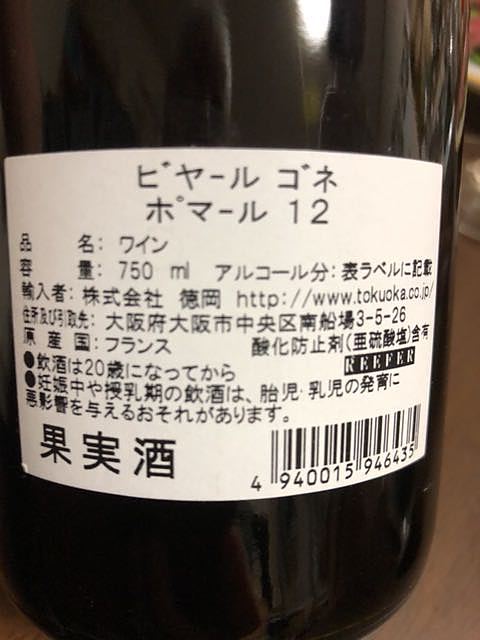 ビヤール ゴネ
ポマール 12
品 名: ワイン
容 量: 750 ml アルコール分:表ラベルに記載
輸入者: 株式会社 徳岡 http://www.tokuoka.co.jp/
住所及び引取先: 大阪府大阪市中央区南船場3-5-26
原 産 国: フランス 酸化防止剤(亜硫酸塩)含有
●飲酒は20歳になってから REEFER
●妊娠中や授乳期の飲酒は、胎児・乳児の発育に
悪影響を与えるおそれがあります。
果実酒
4 940015 946435